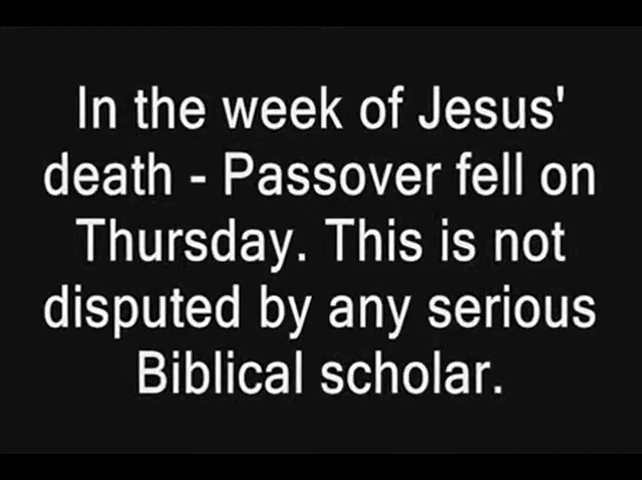 In the week of Jesus'
death - Passover fell on
Thursday. This is not
disputed by any serious
Biblical scholar.